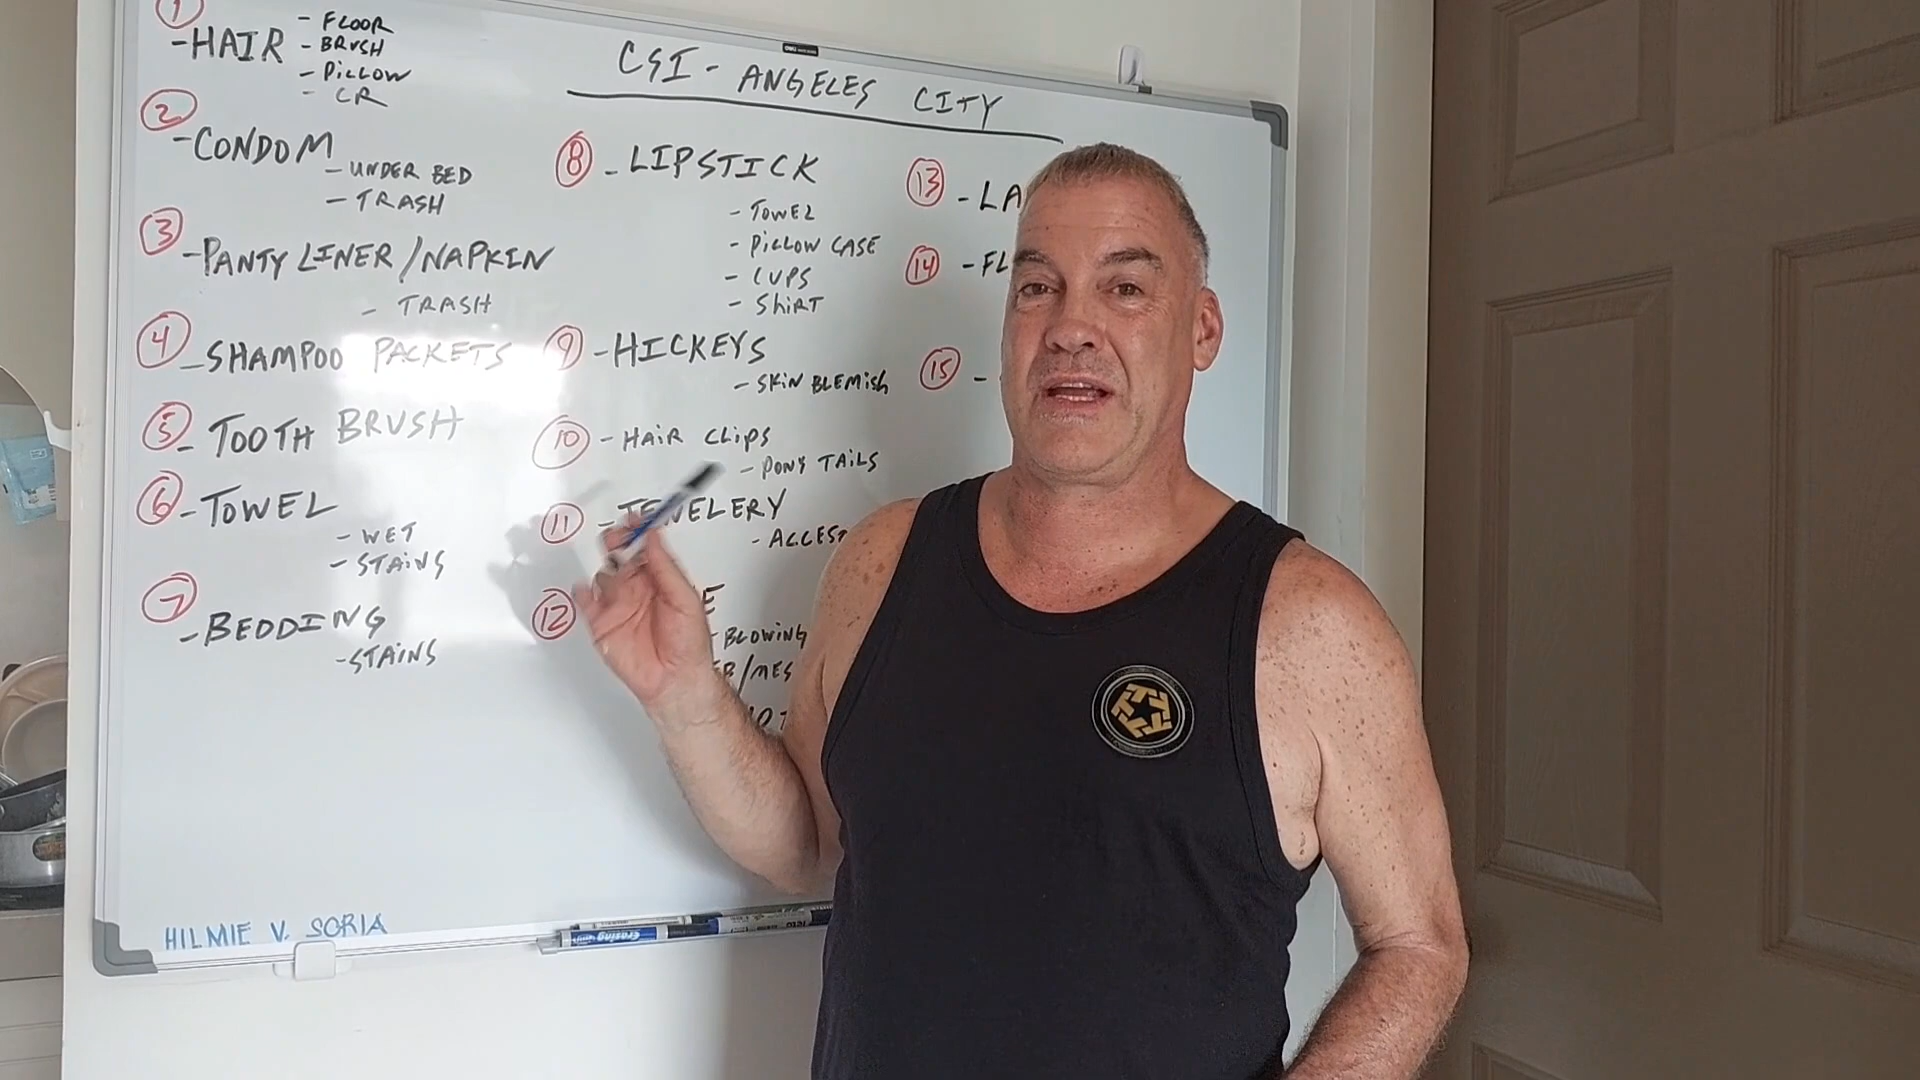 CSI - ANGELES CITY
1
- HAIR
- FLOOR
- BRUSH
- PILLOW
- CR
2
- CONDOM
- UNDER BED
- TRASH
3
- PANTY LINER/NAPKIN
- TRASH
4
- SHAMPOO PACKETS
5
- TOOTH BRUSH
6
- TOWEL
- WET
- STAINS
7
- BEDDING
- STAINS
8
- LIPSTICK
- TOWEL
- PILLOW CASE
- CUPS
- SHIRT
9
- HICKEYS
- SKIN BLEMISH
10
- HAIR CLIPS
- PONY TAILS
11
- JEWELERY
12
- BLOWING
13
14
15
HILMIE V. SORIA